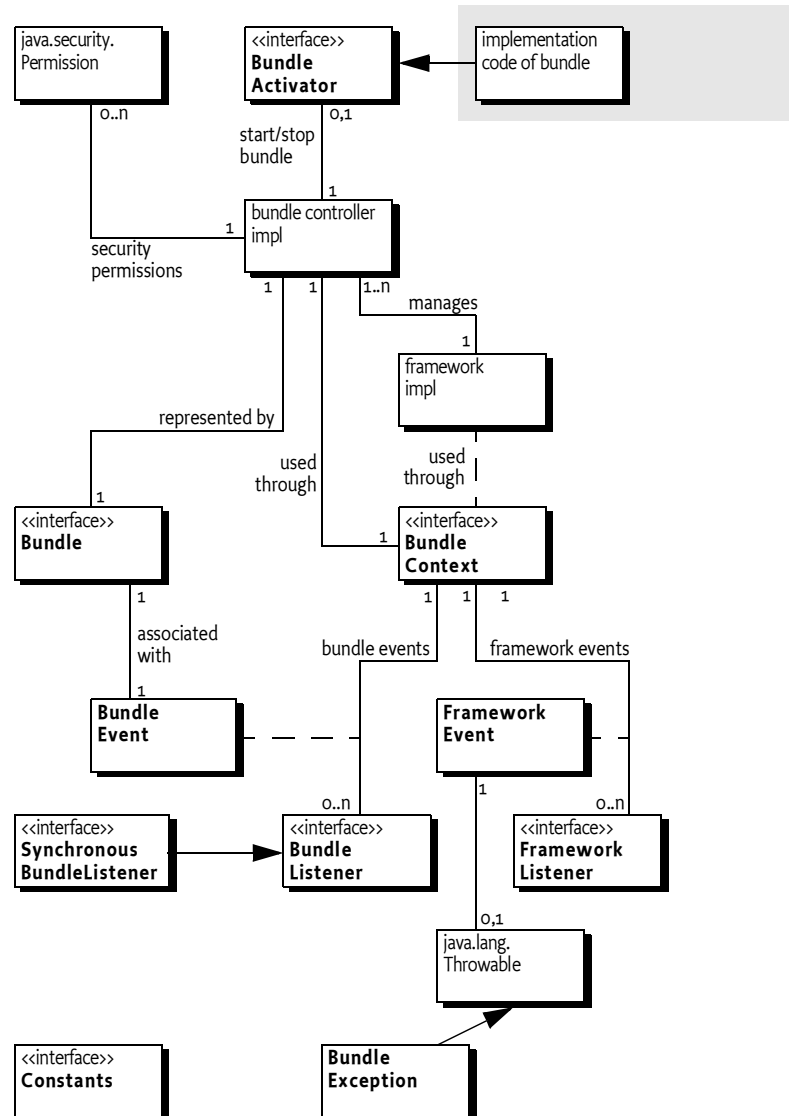 java.security.
Permission
<<interface>>
Bundle
Activator
implementation
code of bundle
0..n
0,1
start/stop
bundle
1
bundle controller
impl
1
security
permissions
1
1
1..n
manages
1
framework
impl
represented by
used
through
used
through
1
<<interface>>
Bundle
1
<<interface>>
Bundle
Context
1
1
1
1
associated
with
bundle events
framework events
1
Bundle
Event
Framework
Event
1
0..n
0..n
<<interface>>
Synchronous
BundleListener
<<interface>>
Bundle
Listener
<<interface>>
Framework
Listener
0,1
java.lang.
Throwable
<<interface>>
Constants
Bundle
Exception